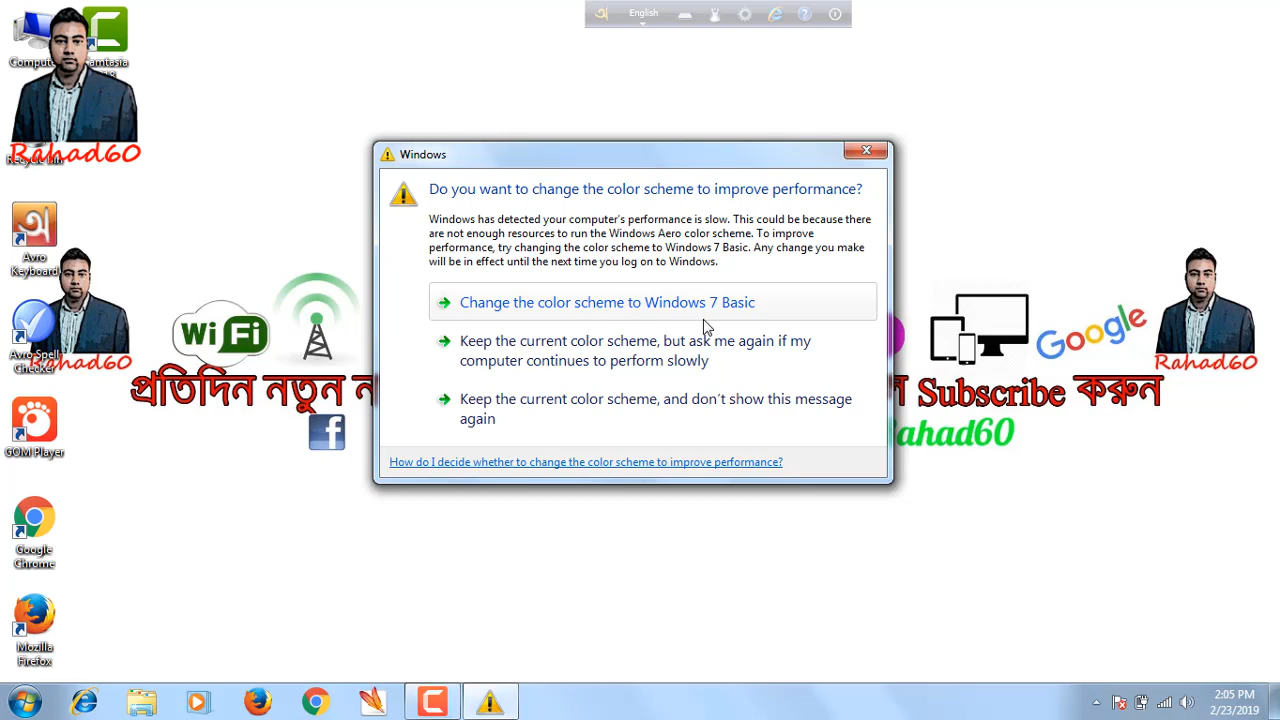 English
Rahad60
Windows
Do you want to change the color scheme to improve performance?
Windows has detected your computer's performance is slow. This could be because there
are not enough resources to run the Windows Aero color scheme. To improve
performance, try changing the color scheme to Windows 7 Basic. Any change you make
will be in effect until the next time you log on to Windows.
Change the color scheme to Windows 7 Basic
Keep the current color scheme, but ask me again if my
computer continues to perform slowly
Keep the current color scheme, and don't show this message
again
How do I decide whether to change the color scheme to improve performance?
Avro
Keyboard
Avro Spell
Checker
GOM Player
Google
Chrome
Mozilla
Firefox
WiFi
প্রতিদিন নতুন
Google
Rahad60
Subscribe করুন
2:05 PM
2/23/2019